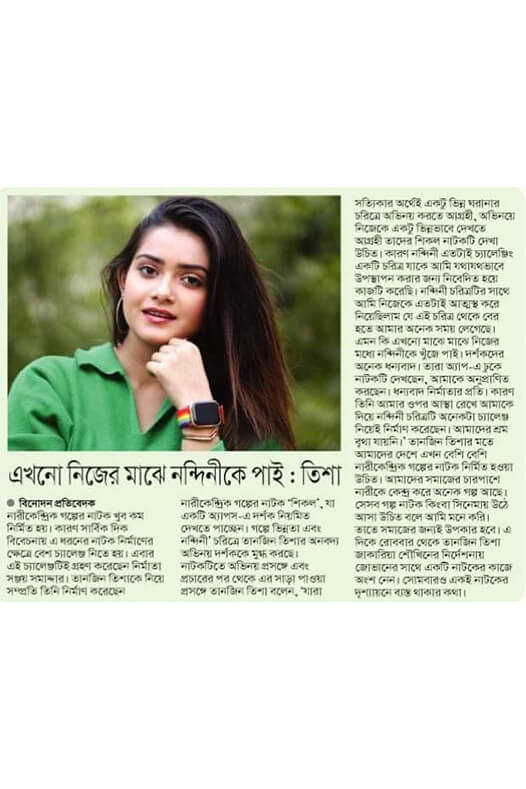 এখনো নিজের মাঝে নন্দিনীকে পাই : তিশা
● বিনোদন প্রতিবেদক
নারীকেন্দ্রিক গল্পের নাটক খুব কম
নির্মিত হয়। কারণ সার্বিক দিক
বিবেচনায় এ ধরনের নাটক নির্মাণের
ক্ষেত্রে বেশ চ্যালেঞ্জ নিতে হয়। এবার
এই চ্যালেঞ্জটিই গ্রহণ করেছেন নির্মাতা
সঞ্জয় সমাদ্দার। তানজিন তিশাকে নিয়ে
সম্প্রতি তিনি নির্মাণ করেছেন
নারীকেন্দ্রিক গল্পের নাটক ‘শিকল’, যা
একটি অ্যাপস-এ দর্শক নিয়মিত
দেখতে পাচ্ছেন। গল্পে ভিন্নতা এবং
নন্দিনী’ চরিত্রে তানজিন তিশার অনবদ্য
অভিনয় দর্শককে মুগ্ধ করছে।
নাটকটিতে অভিনয় প্রসঙ্গে এবং
প্রচারের পর থেকে এর সাড়া পাওয়া
প্রসঙ্গে তানজিন তিশা বলেন, ‘যারা
সত্যিকার অর্থেই একটু ভিন্ন ঘরানার
চরিত্রে অভিনয় করতে আগ্রহী, অভিনয়ে
নিজেকে একটু ভিন্নভাবে দেখতে
আগ্রহী তাদের শিকল নাটকটি দেখা
উচিত। কারণ নন্দিনী এতটাই চ্যালেঞ্জিং
একটি চরিত্র যাকে আমি যথাযথভাবে
উপস্থাপন করার জন্য নিবেদিত হয়ে
কাজটি করেছি। নন্দিনী চরিত্রটির সাথে
আমি নিজেকে এতটাই আত্মস্থ করে
নিয়েছিলাম যে এই চরিত্র থেকে বের
হতে আমার অনেক সময় লেগেছে।
এমন কি এখনো মাঝে মাঝে নিজের
মধ্যে নন্দিনীকে খুঁজে পাই। দর্শকদের
অনেক ধন্যবাদ। তারা অ্যাপ-এ ঢুকে
নাটকটি দেখছেন, আমাকে অনুপ্রাণিত
করছেন। ধন্যবাদ নির্মাতার প্রতি। কারণ
তিনি আমার ওপর আস্থা রেখে আমাকে
দিয়ে নন্দিনী চরিত্রটি অনেকটা চ্যালেঞ্জ
নিয়েই নির্মাণ করেছেন। আমাদের শ্রম
বৃথা যায়নি।’ তানজিন তিশার মতে
আমাদের দেশে এখন বেশি বেশি
নারীকেন্দ্রিক গল্পের নাটক নির্মিত হওয়া
উচিত। আমাদের সমাজের চারপাশে
নারীকে কেন্দ্র করে অনেক গল্প আছে।
সেসব গল্প নাটক কিংবা সিনেমায় উঠে
আসা উচিত বলে আমি মনে করি।
তাতে সমাজের জন্যই উপকার হবে। এ
দিকে রোববার থেকে তানজিন তিশা
জাকারিয়া শৌখিনের নির্দেশনায়
জোভানের সাথে একটি নাটকের কাজে
অংশ নেন। সোমবারও একই নাটকের
দৃশ্যায়নে ব্যস্ত থাকার কথা।